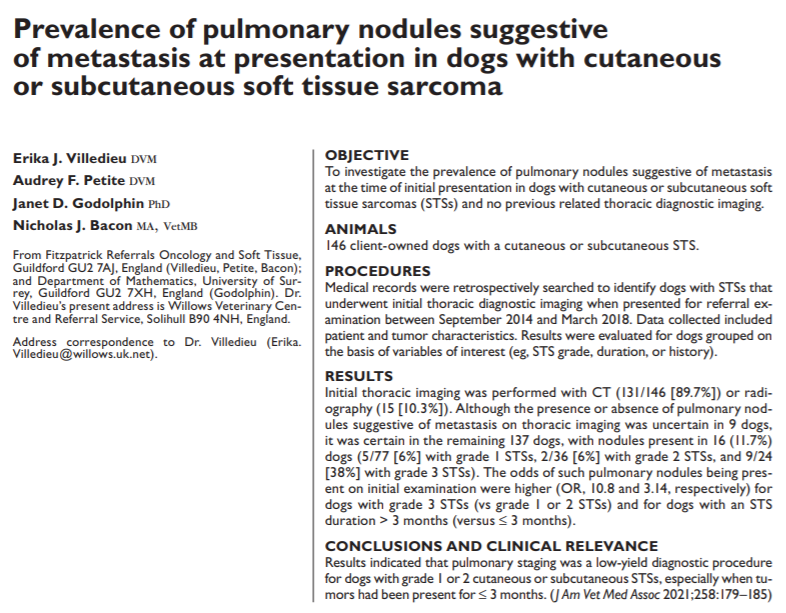 Prevalence of pulmonary nodules suggestive
of metastasis at presentation in dogs with cutaneous
or subcutaneous soft tissue sarcoma
Erika J. Villedieu DVM
Audrey F. Petite DVM
Janet D. Godolphin PhD
Nicholas J. Bacon MA, VetMB
From Fitzpatrick Referrals Oncology and Soft Tissue,
Guildford GU2 7AJ, England (Villedieu, Petite, Bacon);
and Department of Mathematics, University of Sur-
rey, Guildford GU2 7XH, England (Godolphin). Dr.
Villedieu's present address is Willows Veterinary Cen-
tre and Referral Service, Solihull B90 4NH, England.
Address correspondence to Dr. Villedieu (Erika.
Villedieu@willows.uk.net).
OBJECTIVE
To investigate the prevalence of pulmonary nodules suggestive of metastasis
at the time of initial presentation in dogs with cutaneous or subcutaneous soft
tissue sarcomas (STSs) and no previous related thoracic diagnostic imaging.
ANIMALS
146 client-owned dogs with a cutaneous or subcutaneous STS.
PROCEDURES
Medical records were retrospectively searched to identify dogs with STSs that
underwent initial thoracic diagnostic imaging when presented for referral ex-
amination between September 2014 and March 2018. Data collected included
patient and tumor characteristics. Results were evaluated for dogs grouped on
the basis of variables of interest (eg, STS grade, duration, or history).
RESULTS
Initial thoracic imaging was performed with CT (131/146 [89.7%]) or radi-
ography (15 [10.3%]). Although the presence or absence of pulmonary nod-
ules suggestive of metastasis on thoracic imaging was uncertain in 9 dogs,
it was certain in the remaining 137 dogs, with nodules present in 16 (11.7%)
dogs (5/77 [6%] with grade 1 STSs, 2/36 [6%] with grade 2 STSs, and 9/24
[38%] with grade 3 STSs). The odds of such pulmonary nodules being pres-
ent on initial examination were higher (OR, 10.8 and 3.14, respectively) for
dogs with grade 3 STSs (vs grade 1 or 2 STSs) and for dogs with an STS
duration > 3 months (versus ≤ 3 months).
CONCLUSIONS AND CLINICAL RELEVANCE
Results indicated that pulmonary staging was a low-yield diagnostic procedure
for dogs with grade 1 or 2 cutaneous or subcutaneous STSs, especially when tu-
mors had been present for ≤ 3 months. (J Am Vet Med Assoc 2021;258:179–185)